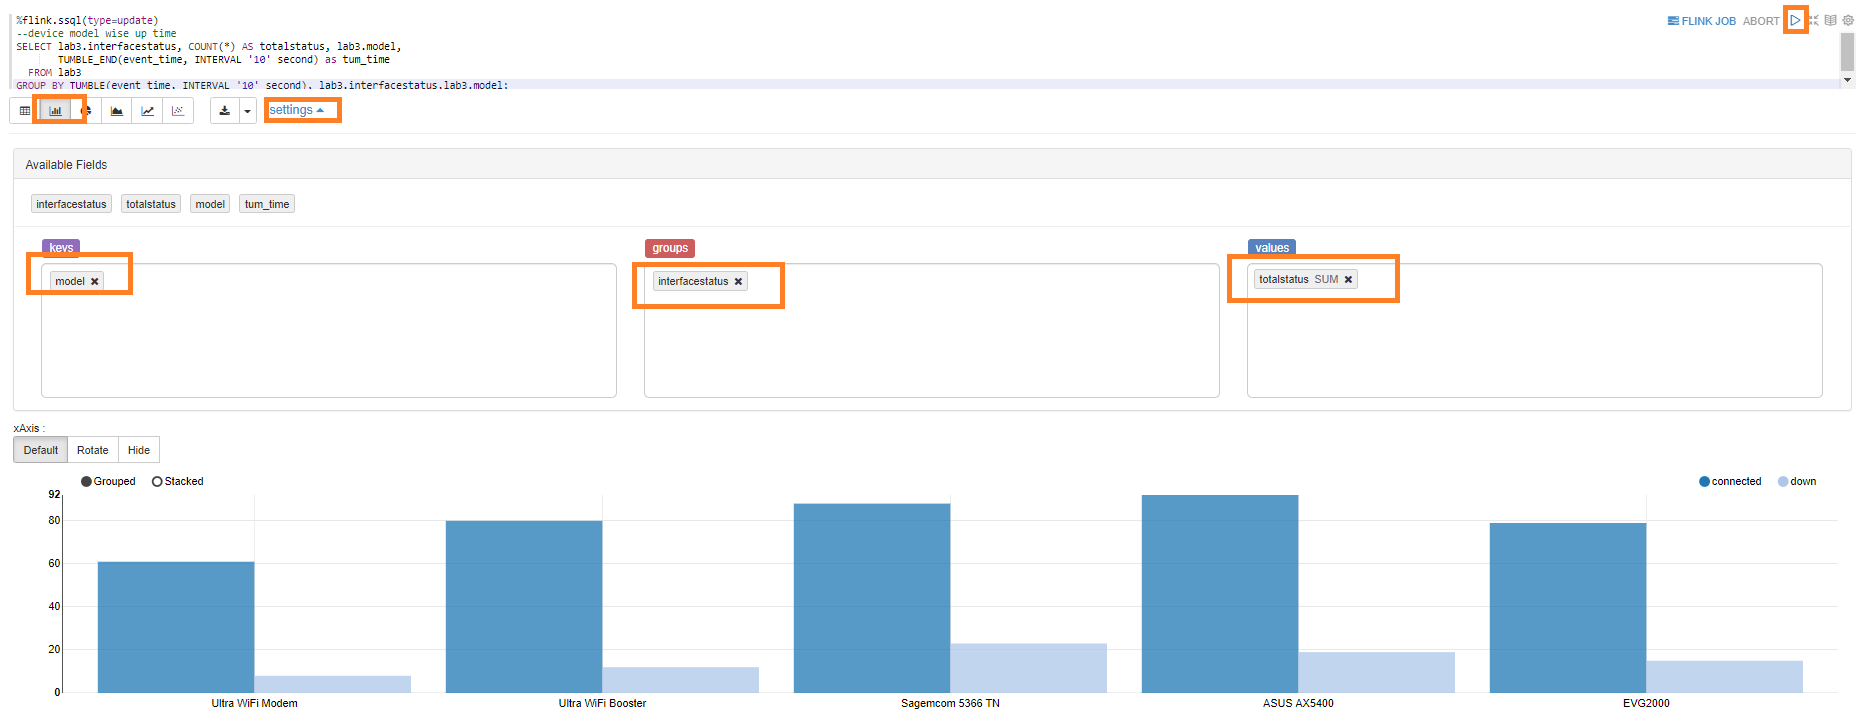 %flink.ssql(type=update)
FLINK JOB ABORT
--device model wise up time
SELECT lab3.interfacestatus, COUNT(*) AS totalstatus, lab3.model,
TUMBLE_END(event_time, INTERVAL '10' second) as tum_time
FROM lab3
GROUP BY TUMBLE(event_time, INTERVAL '10' second), lab3.interfacestatus,lab3.model;
settings
Available Fields
interfacestatus totalstatus model tum_time
keys groups values
model ✖ interfacestatus ✖ totalstatus SUM ✖
xAxis :
Default Rotate Hide
Grouped Stacked connected down
92
80
60
40
20
0
Ultra WiFi Modem Ultra WiFi Booster Sagemcom 5366 TN ASUS AX5400 EVG2000